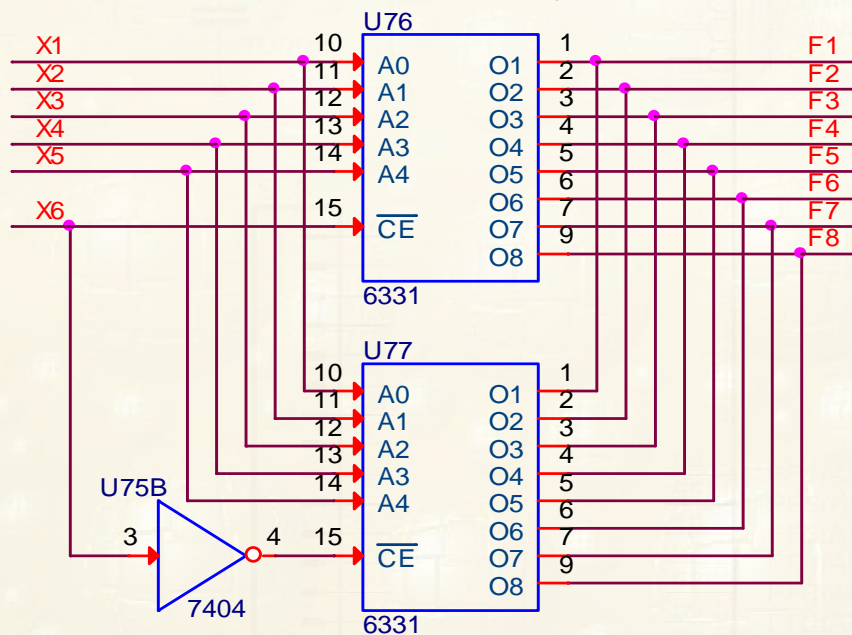 U76
X1 10 A0 O1 1 F1
X2 11 A1 O2 2 F2
X3 12 A2 O3 3 F3
X4 13 A3 O4 4 F4
X5 14 A4 O5 5 F5
O6 6 F6
X6 15 CE O7 7 F7
O8 9 F8
6331
U77
10 A0 O1 1
11 A1 O2 2
12 A2 O3 3
13 A3 O4 4
14 A4 O5 5
U75B
O6 6
3 4 15 CE O7 7
O8 9
7404
6331